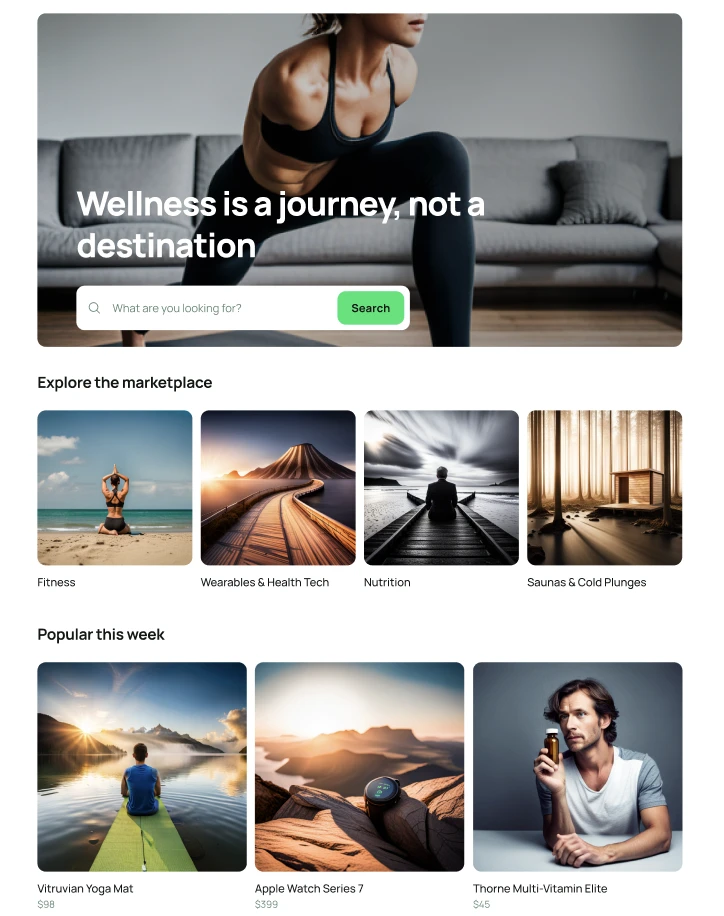 Wellness is a journey, not a
destination
What are you looking for?
Search
Explore the marketplace
Fitness
Wearables & Health Tech
Nutrition
Saunas & Cold Plunges
Popular this week
Vitruvian Yoga Mat
Apple Watch Series 7
Thorne Multi-Vitamin Elite
$98
$399
$45